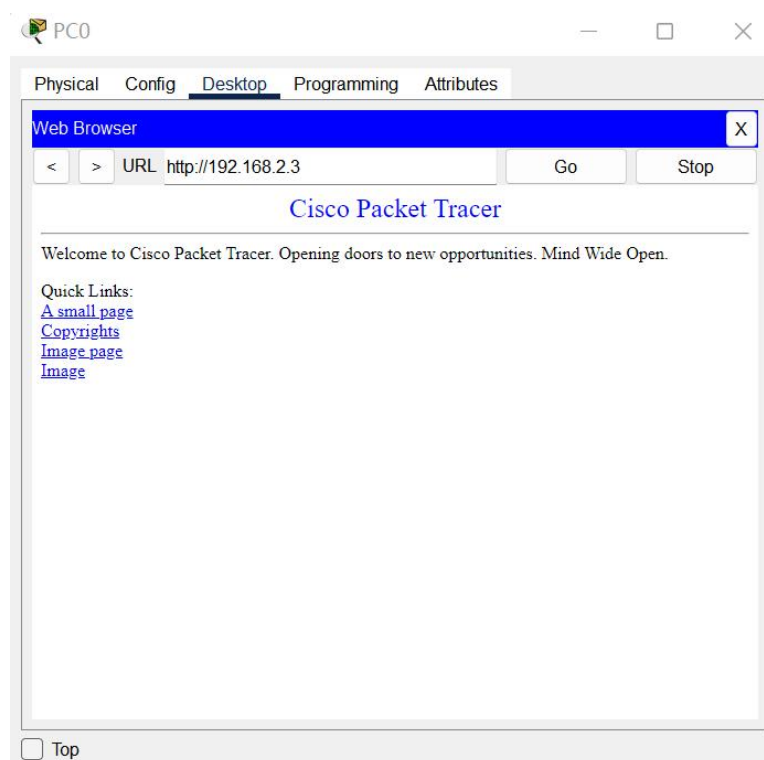 PC0
Physical Config Desktop Programming Attributes
Web Browser
X
< > URL http://192.168.2.3 Go Stop
Cisco Packet Tracer
Welcome to Cisco Packet Tracer. Opening doors to new opportunities. Mind Wide Open.
Quick Links:
A small page
Copyrights
Image page
Image
Top